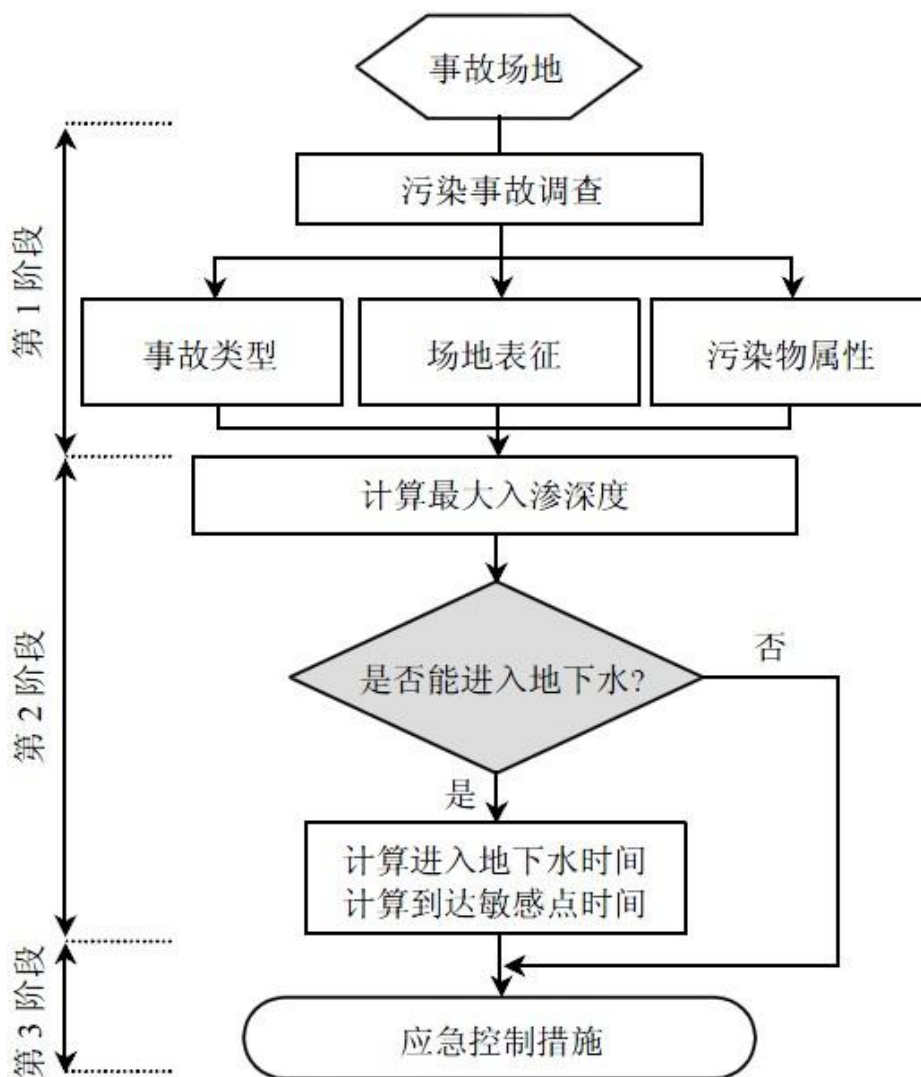 事故场地
污染事故调查
第 1 阶段
事故类型
场地表征
污染物属性
计算最大入渗深度
第 2 阶段
是否能进入地下水?
否
是
计算进入地下水时间
计算到达敏感点时间
第 3 阶段
应急控制措施